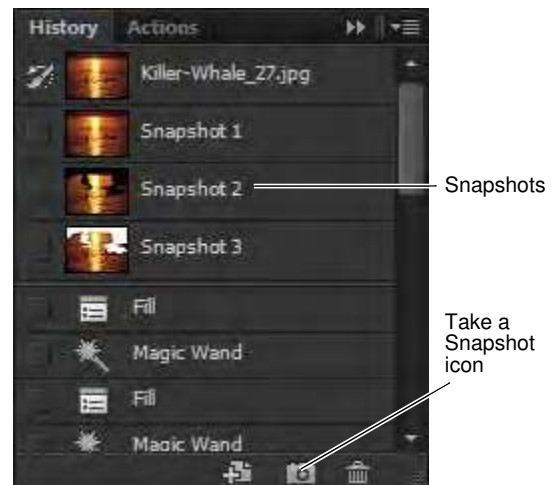 History Actions
Killer-Whale_27.jpg
Snapshot 1
Snapshot 2
Snapshots
Snapshot 3
Fill
Magic Wand
Fill
Magic Wand
Take a
Snapshot
icon